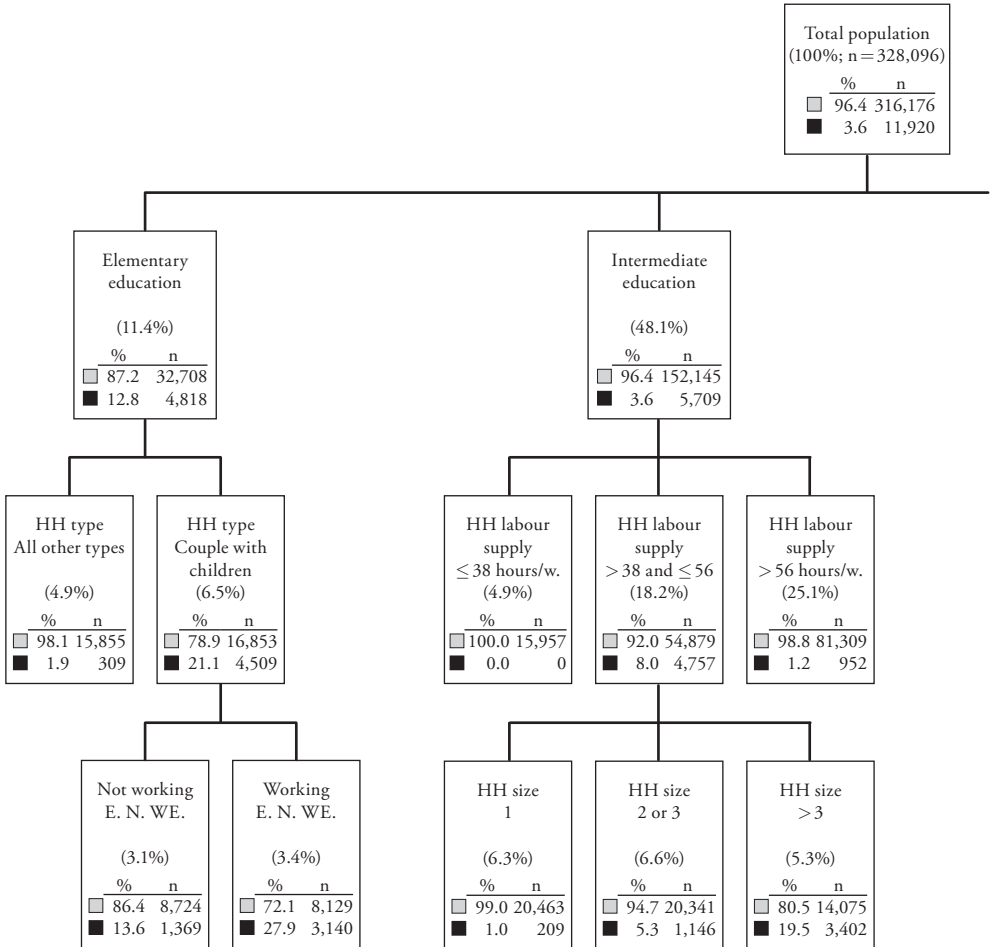 Total population
(100%; n = 328,096)
% n
96.4 316,176
3.6 11,920
Elementary
education
(11.4%)
% n
87.2 32,708
12.8 4,818
Intermediate
education
(48.1%)
% n
96.4 152,145
3.6 5,709
HH type
All other types
(4.9%)
% n
98.1 15,855
1.9 309
HH type
Couple with
children
(6.5%)
% n
78.9 16,853
21.1 4,509
HH labour
supply
≤ 38 hours/w.
(4.9%)
% n
100.0 15,957
0.0 0
HH labour
supply
> 38 and ≤ 56
(18.2%)
% n
92.0 54,879
8.0 4,757
HH labour
supply
> 56 hours/w.
(25.1%)
% n
98.8 81,309
1.2 952
Not working
E. N. WE.
(3.1%)
% n
86.4 8,724
13.6 1,369
Working
E. N. WE.
(3.4%)
% n
72.1 8,129
27.9 3,140
HH size
1
(6.3%)
% n
99.0 20,463
1.0 209
HH size
2 or 3
(6.6%)
% n
94.7 20,341
5.3 1,146
HH size
> 3
(5.3%)
% n
80.5 14,075
19.5 3,402